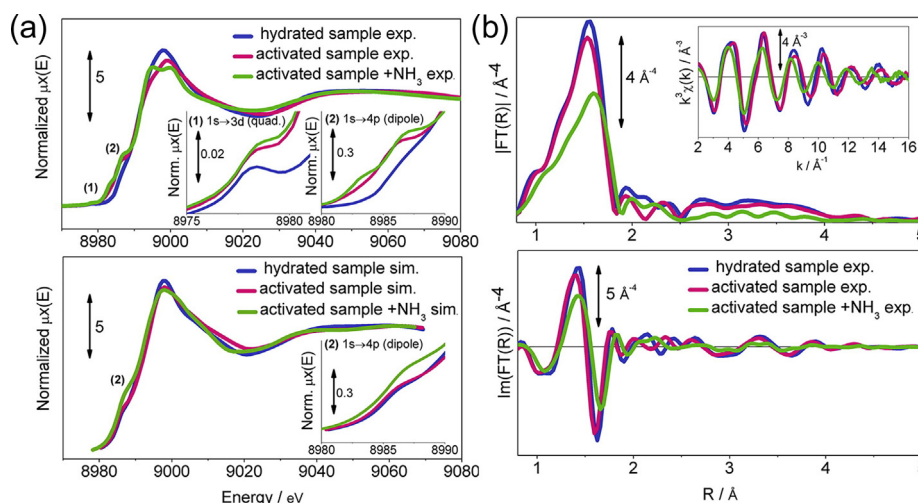 (a)
Normalized µx(E)
5
hydrated sample exp.
activated sample exp.
activated sample +NH3 exp.
(1)
(2)
(1) 1s→3d (quad.)
Norm. µx(E)
0.02
8975 8980
(2) 1s→4p (dipole)
Norm. µx(E)
0.3
8980 8985 8990
8980 9000 9020 9040 9060 9080
Normalized µx(E)
5
hydrated sample sim.
activated sample sim.
activated sample +NH3 sim.
(2)
(2) 1s→4p (dipole)
Norm. µx(E)
0.3
8980 8985 8990
8980 9000 9020 9040 9060 9080
Energy / eV
(b)
|FT(R)| / Å-4
4 Å-4
k3χ(k) / Å-3
4 Å-3
2 4 6 8 10 12 14 16
k / Å-1
1 2 3 4 5
Im(FT(R)) / Å-4
5 Å-4
hydrated sample exp.
activated sample exp.
activated sample +NH3 exp.
1 2 3 4 5
R / Å